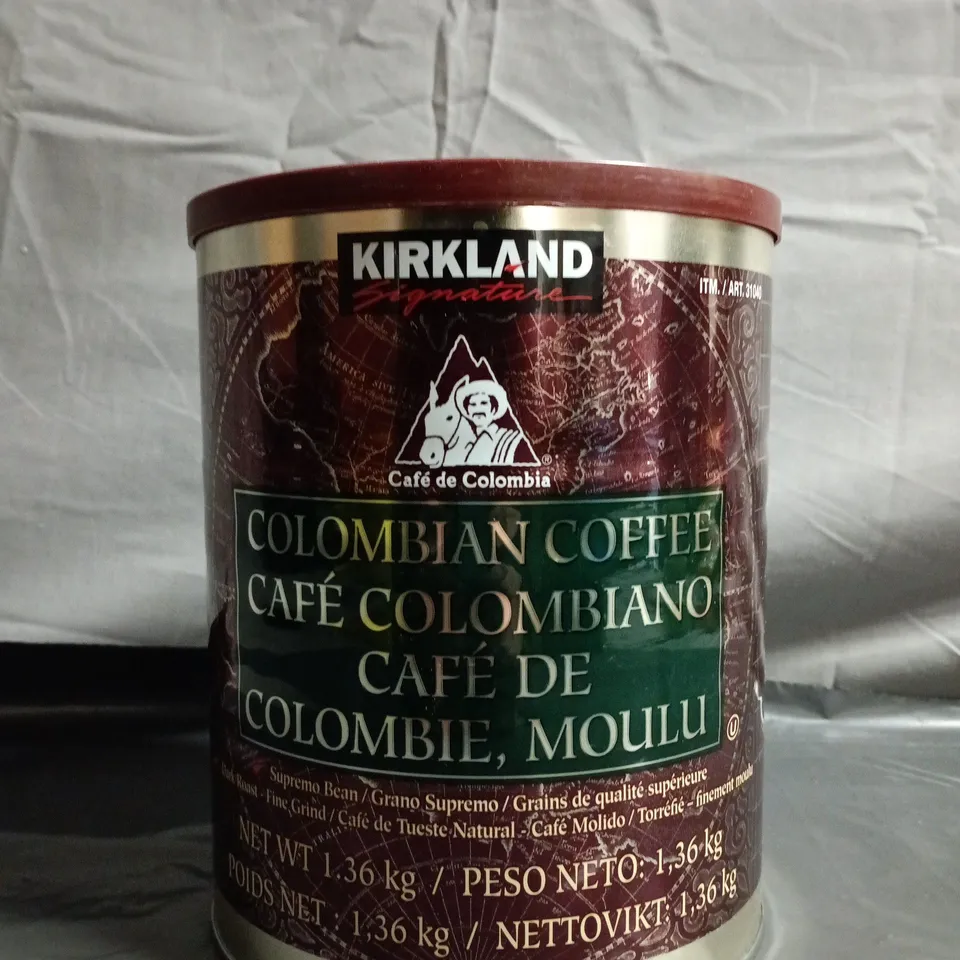 KIRKLAND
Signature
ITM. / ART. 31040
AMERICA
®
Café de Colombia
COLOMBIAN COFFEE
CAFÉ COLOMBIANO
CAFÉ DE
COLOMBIE, MOULU
U
Supremo Bean / Grano Supremo / Grains de qualité supérieure
Roast - Fine Grind / Café de Tueste Natural - Café Molido / Torréfié – finement moulu
NET WT 1.36 kg / PESO NETO: 1,36 kg
POIDS NET : 1,36 kg / NETTOVIKT: 1,36 kg